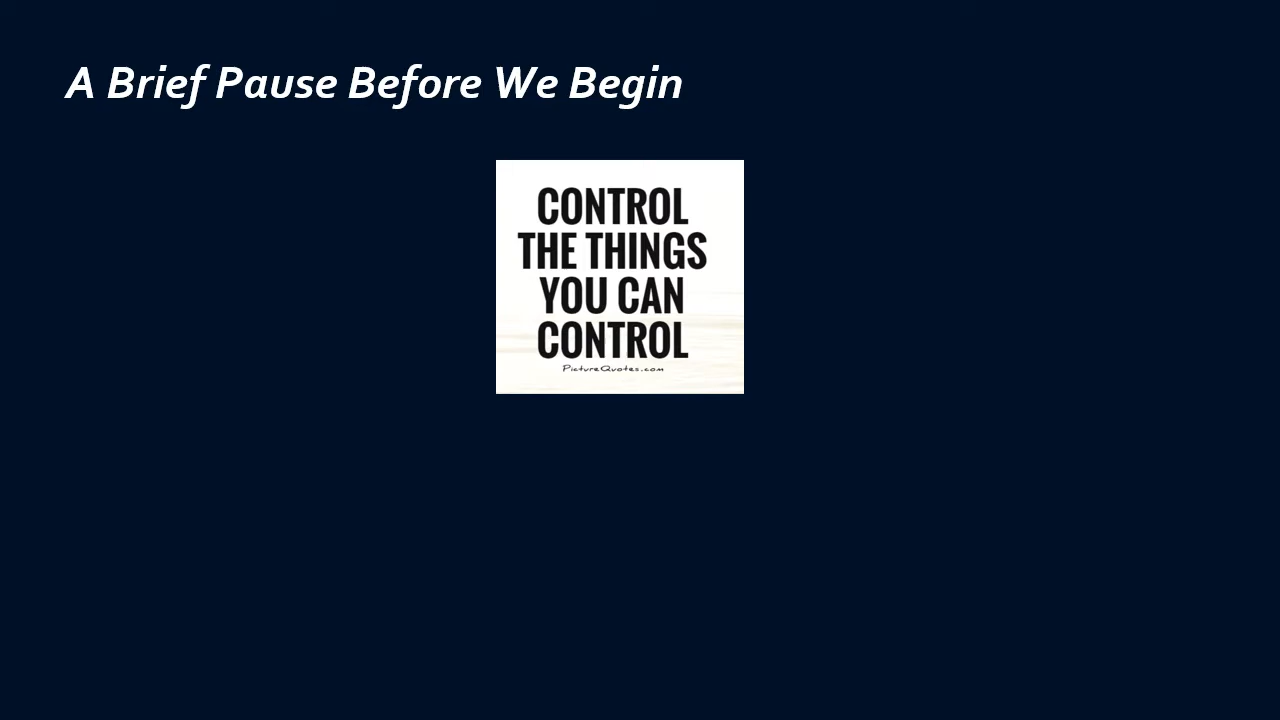 A Brief Pause Before We Begin
CONTROL
THE THINGS
YOU CAN
CONTROL
PictureQuotes.com